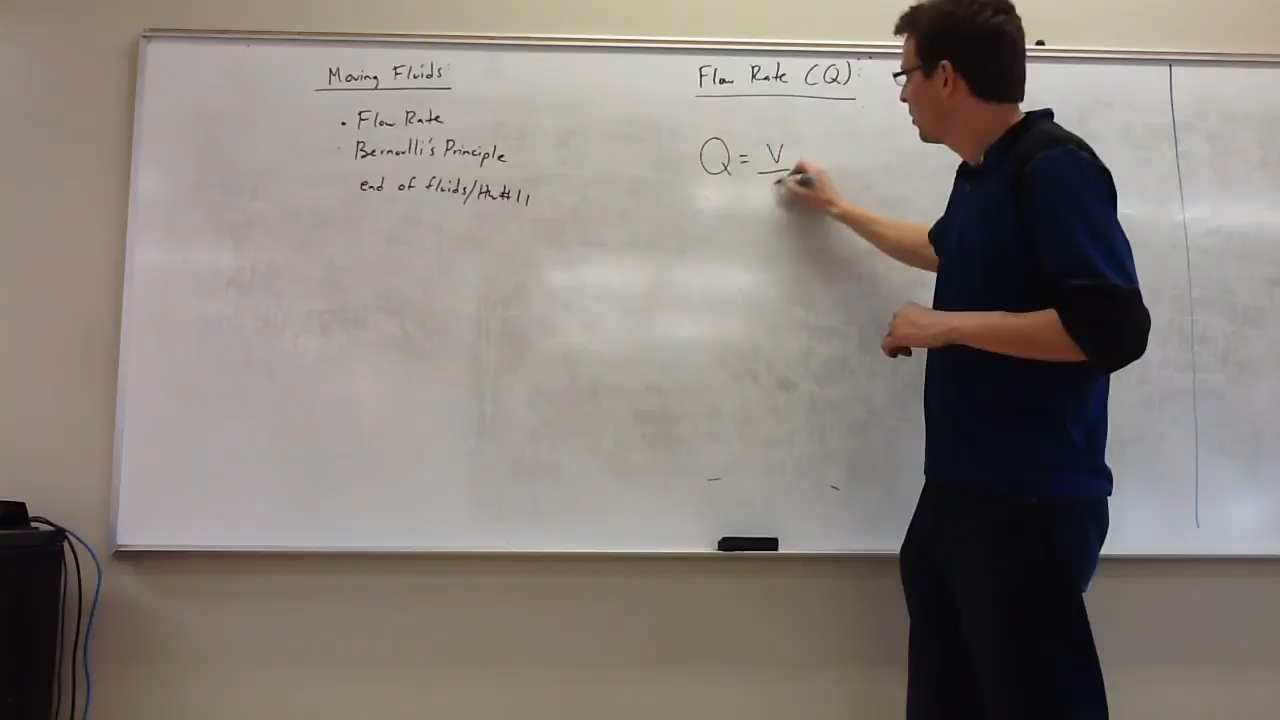 Moving Fluids:
• Flow Rate
Bernoulli's Principle
end of fluids/Hw#11
Flow Rate (Q):
Q = V